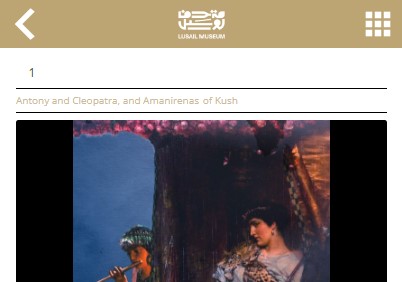 LUSAIL MUSEUM
1
Antony and Cleopatra, and Amanirenas of Kush